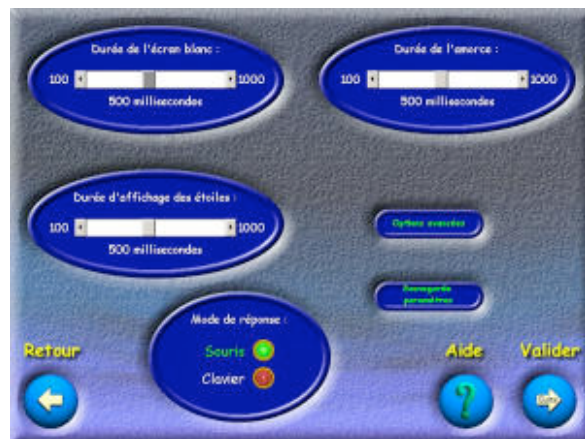 Durée de l'écran blanc :
100 1000
500 millisecondes
Durée de l'amorce :
100 1000
500 millisecondes
Durée d'affichage des étoiles :
100 1000
500 millisecondes
Options avancées
Sauvegarde
paramètres
Mode de réponse :
Souris
Clavier
Retour
Aide
Valider